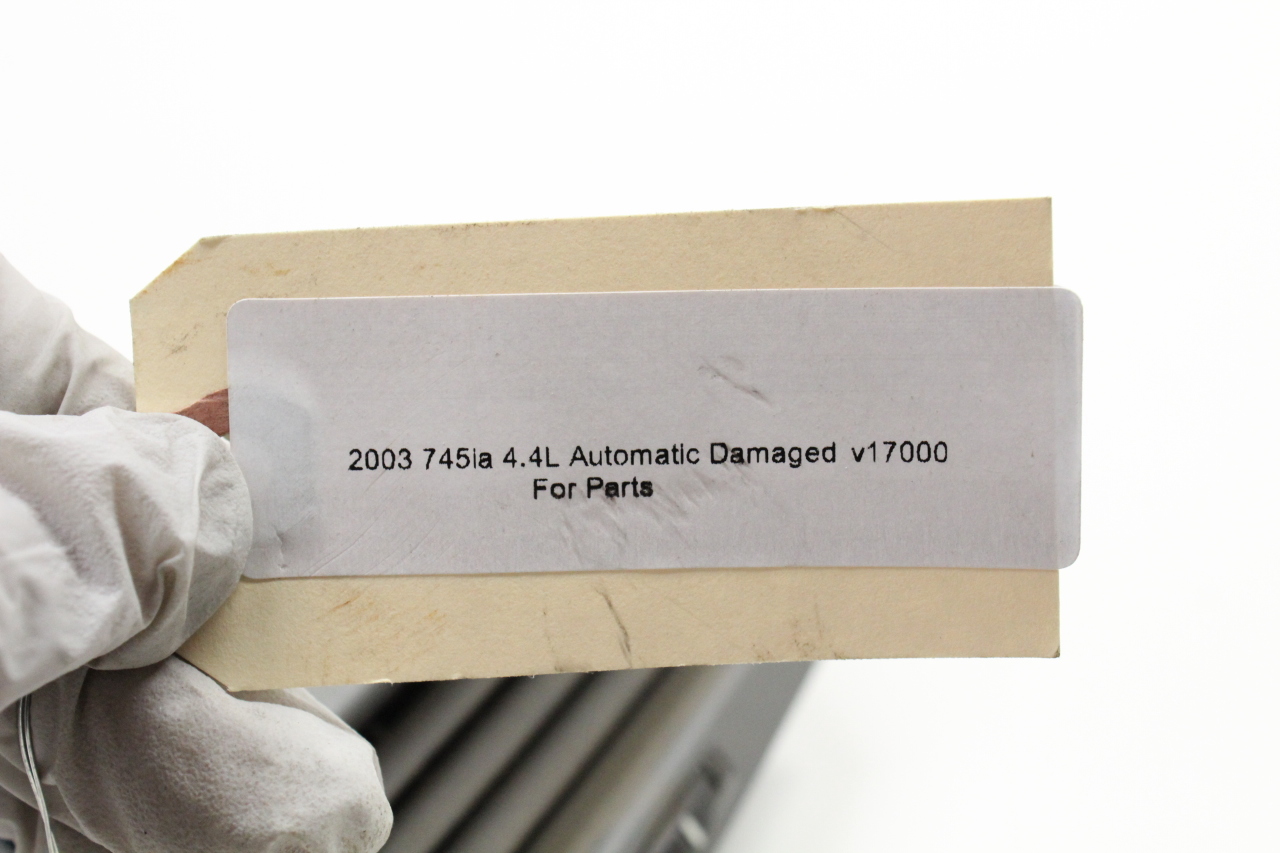 2003 745ia 4.4L Automatic Damaged v17000
For Parts